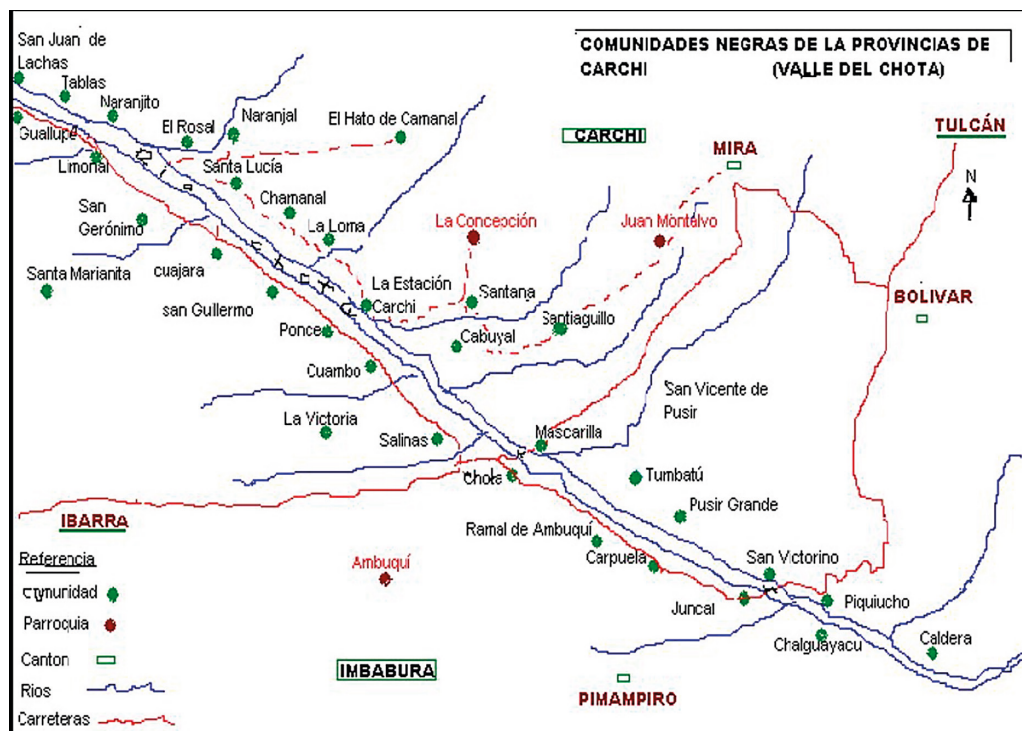 COMUNIDADES NEGRAS DE LA PROVINCIAS DE
CARCHI (VALLE DEL CHOTA)
San Juan de
Lachas
Tablas
Naranjito
El Rosal
Naranjal
El Hato de Camanal
CARCHI
TULCÁN
MIRA
N
Guallupe
Limonal
Santa Lucía
Chamanal
San
Gerónimo
La Loma
La Concepción
Juan Montalvo
Santa Marianita
cuajara
La Estación
Carchi
Santana
BOLIVAR
san Guillermo
Santiaguillo
Ponce
Cabuyal
Cuambo
San Vicente de
Pusir
La Victoria
Salinas
Mascarilla
Chota
Tumbatú
Pusir Grande
IBARRA
Ramal de Ambuquí
Referencia
Ambuquí
Carpuela
San Victorino
Cmunidad
Juncal
Piquiucho
Parroquia
Chalguayacu
Caldera
Canton
IMBABURA
PIMAMPIRO
Rios
Carreteras